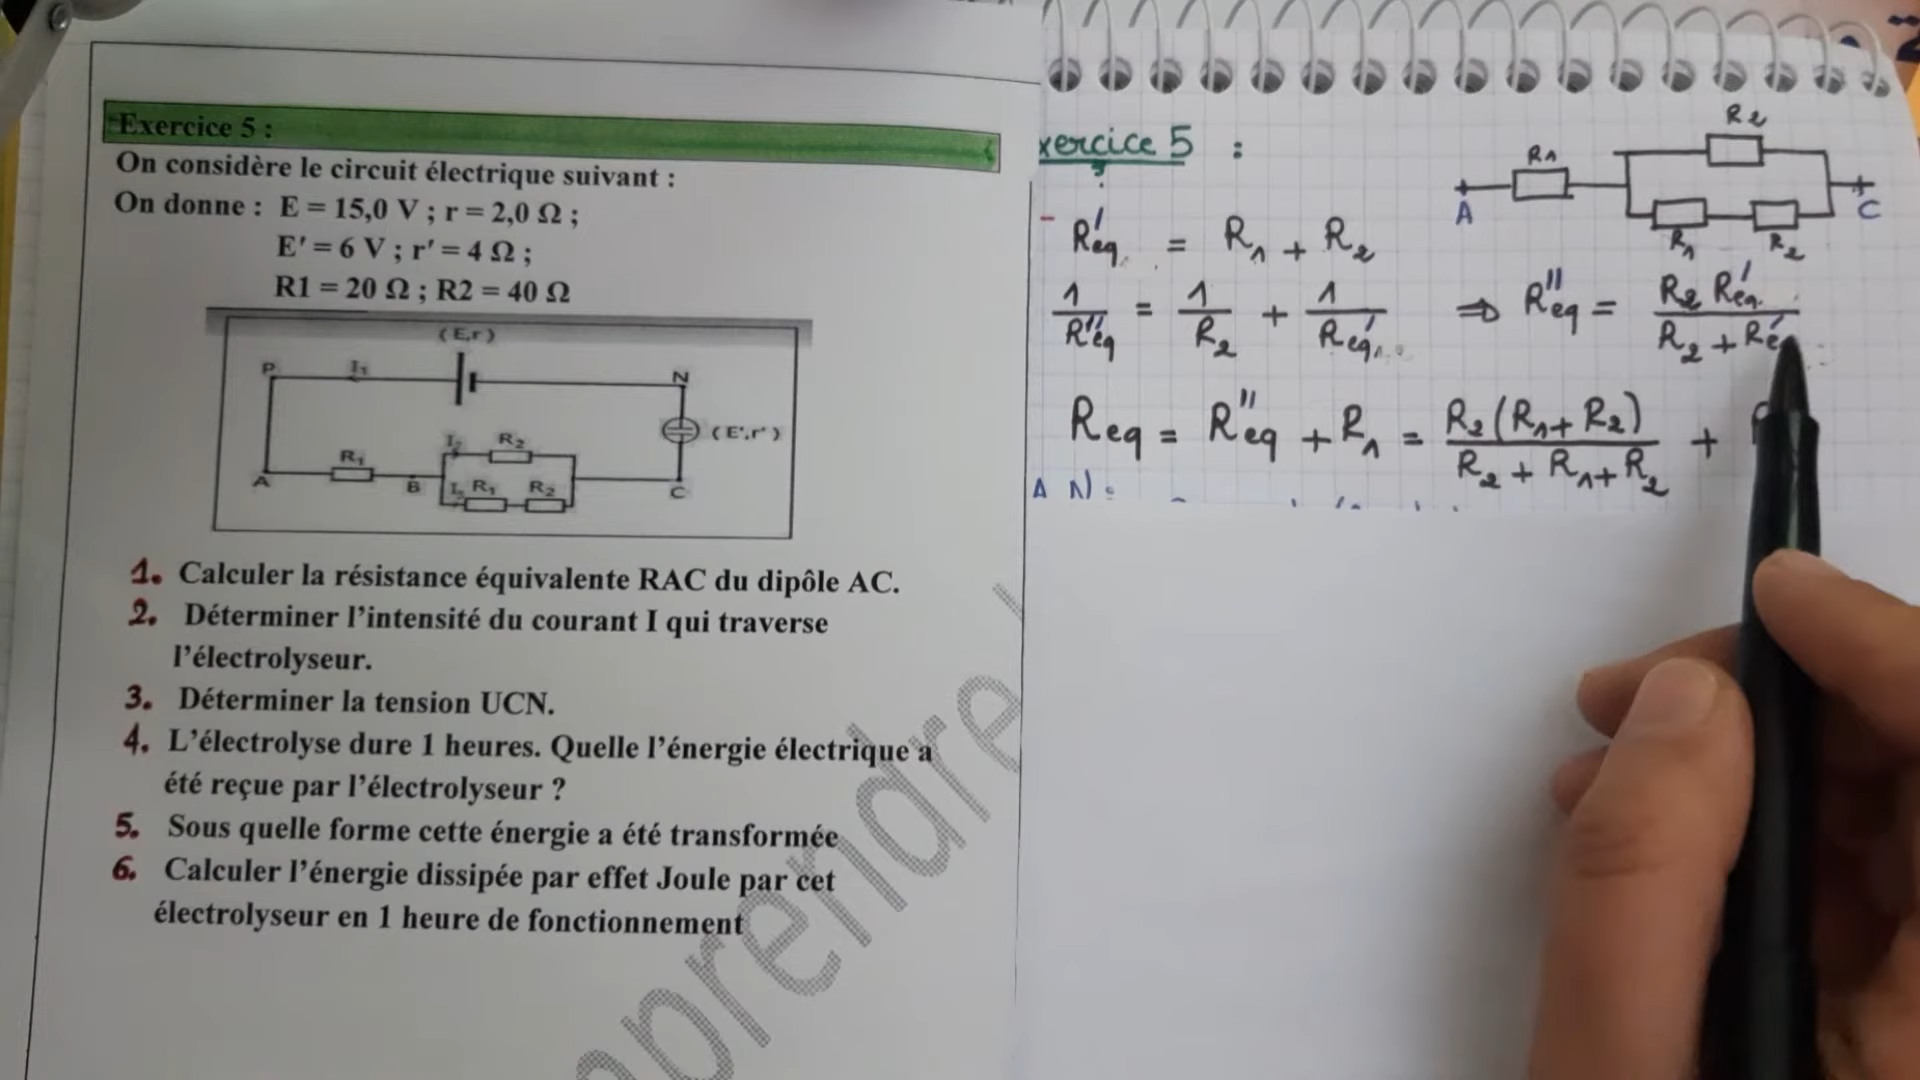 Exercice 5 :
On considère le circuit électrique suivant :
On donne : E = 15,0 V ; r = 2,0 Ω ;
E' = 6 V ; r' = 4 Ω ;
R1 = 20 Ω ; R2 = 40 Ω
(E,r)
P I₁ N
(E',r')
I₂ R₂
A R₁ B R₁ R₂ C
1. Calculer la résistance équivalente RAC du dipôle AC.
2. Déterminer l'intensité du courant I qui traverse
l'électrolyseur.
3. Déterminer la tension UCN.
4. L'électrolyse dure 1 heures. Quelle l'énergie électrique a
été reçue par l'électrolyseur ?
5. Sous quelle forme cette énergie a été transformée
6. Calculer l'énergie dissipée par effet Joule par cet
électrolyseur en 1 heure de fonctionnement
xercice 5 :
R₂
R₁
A C
R₁ R₂
R'eq = R₁ + R₂
1/R''eq = 1/R₂ + 1/R'eq ⇒ R''eq = R₂ R'eq / R₂ + R'é
Req = R''eq + R₁ = R₂(R₁+R₂) / R₂ + R₁+R₂ +
A N:
prendre